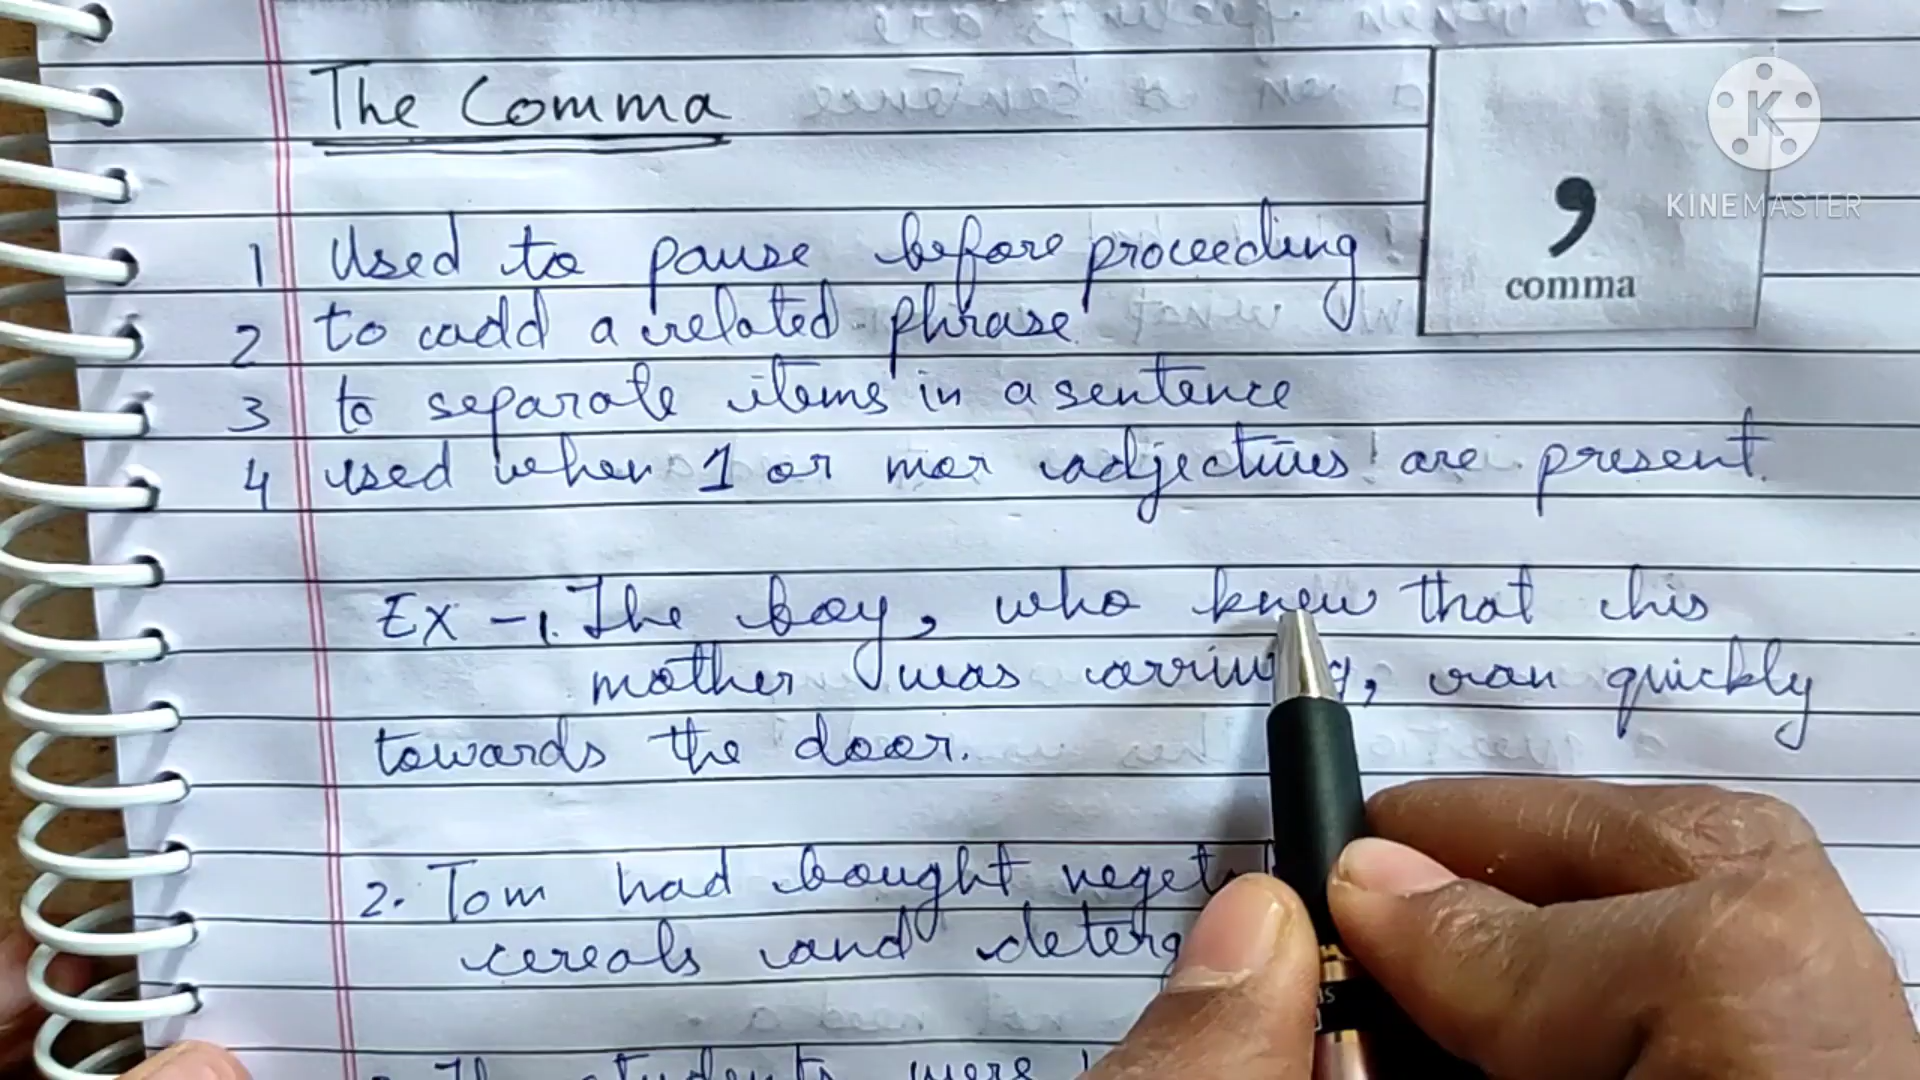 The Comma
1 Used to pause before proceeding
2 to add a related phrase
3 to separate items in a sentence
4 used when 1 or mor adjectives are present.
Ex - 1. The boy, who knew that his
mother was arriving, ran quickly
towards the door.
2. Tom had bought
cereals and
students were
comma
K
KINEMASTER